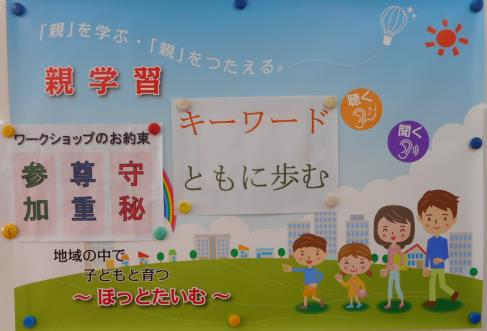 「親」を学ぶ・「親」をつたえる。
親学習
キーワード
ともに歩む
聴く
聞く
ワークショップのお約束
参加
尊重
守秘
地域の中で
子どもと育つ
～ ほっとたいむ ～